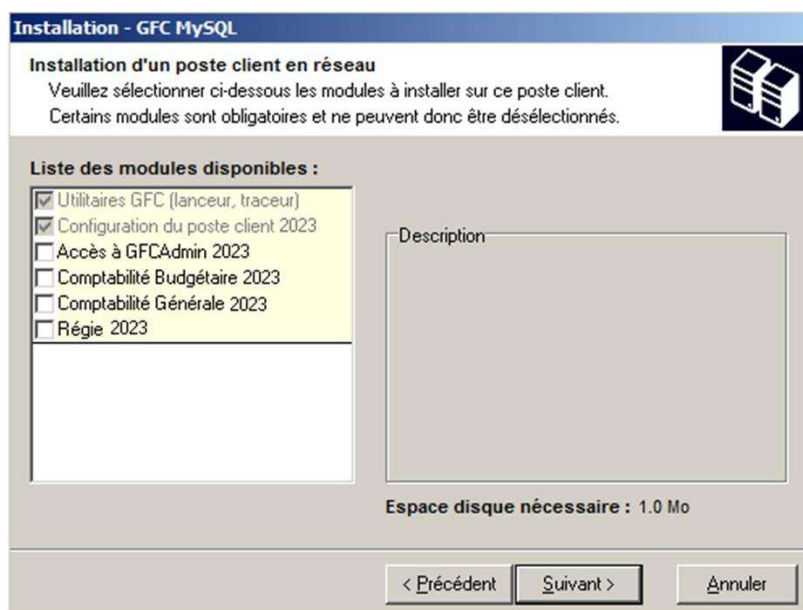 Installation - GFC MySQL
Installation d'un poste client en réseau
Veuillez sélectionner ci-dessous les modules à installer sur ce poste client.
Certains modules sont obligatoires et ne peuvent donc être désélectionnés.
Liste des modules disponibles :
Utilitaires GFC (lanceur, traceur)
Configuration du poste client 2023
Accès à GFCAdmin 2023
Comptabilité Budgétaire 2023
Comptabilité Générale 2023
Régie 2023
Description
Espace disque nécessaire : 1.0 Mo
< Précédent
Suivant >
Annuler